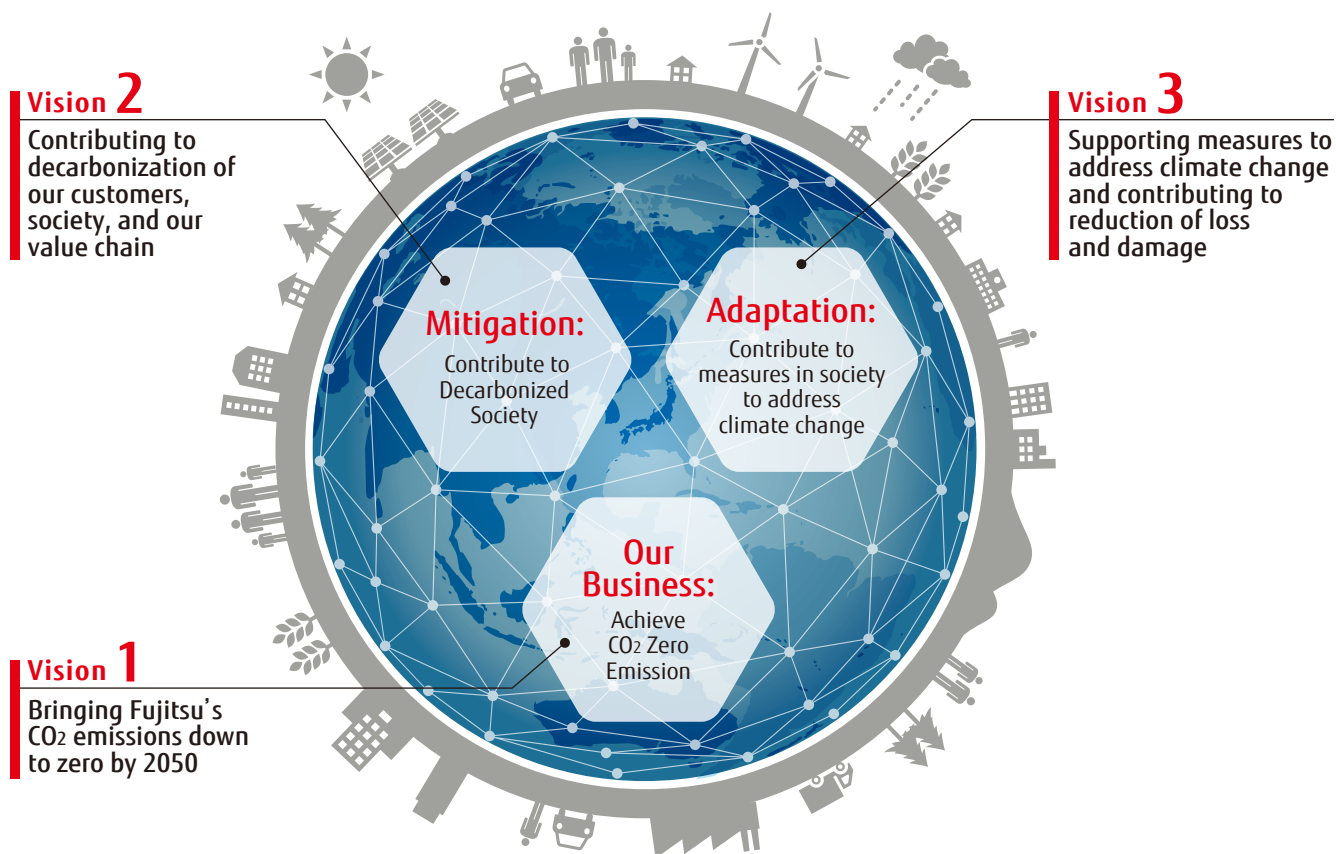 Vision 2
Contributing to
decarbonization of
our customers,
society, and our
value chain
Vision 3
Supporting measures to
address climate change
and contributing to
reduction of loss
and damage
Mitigation:
Contribute to
Decarbonized
Society
Adaptation:
Contribute to
measures in society
to address
climate change
Our
Business:
Achieve
CO2 Zero
Emission
Vision 1
Bringing Fujitsu's
CO2 emissions down
to zero by 2050